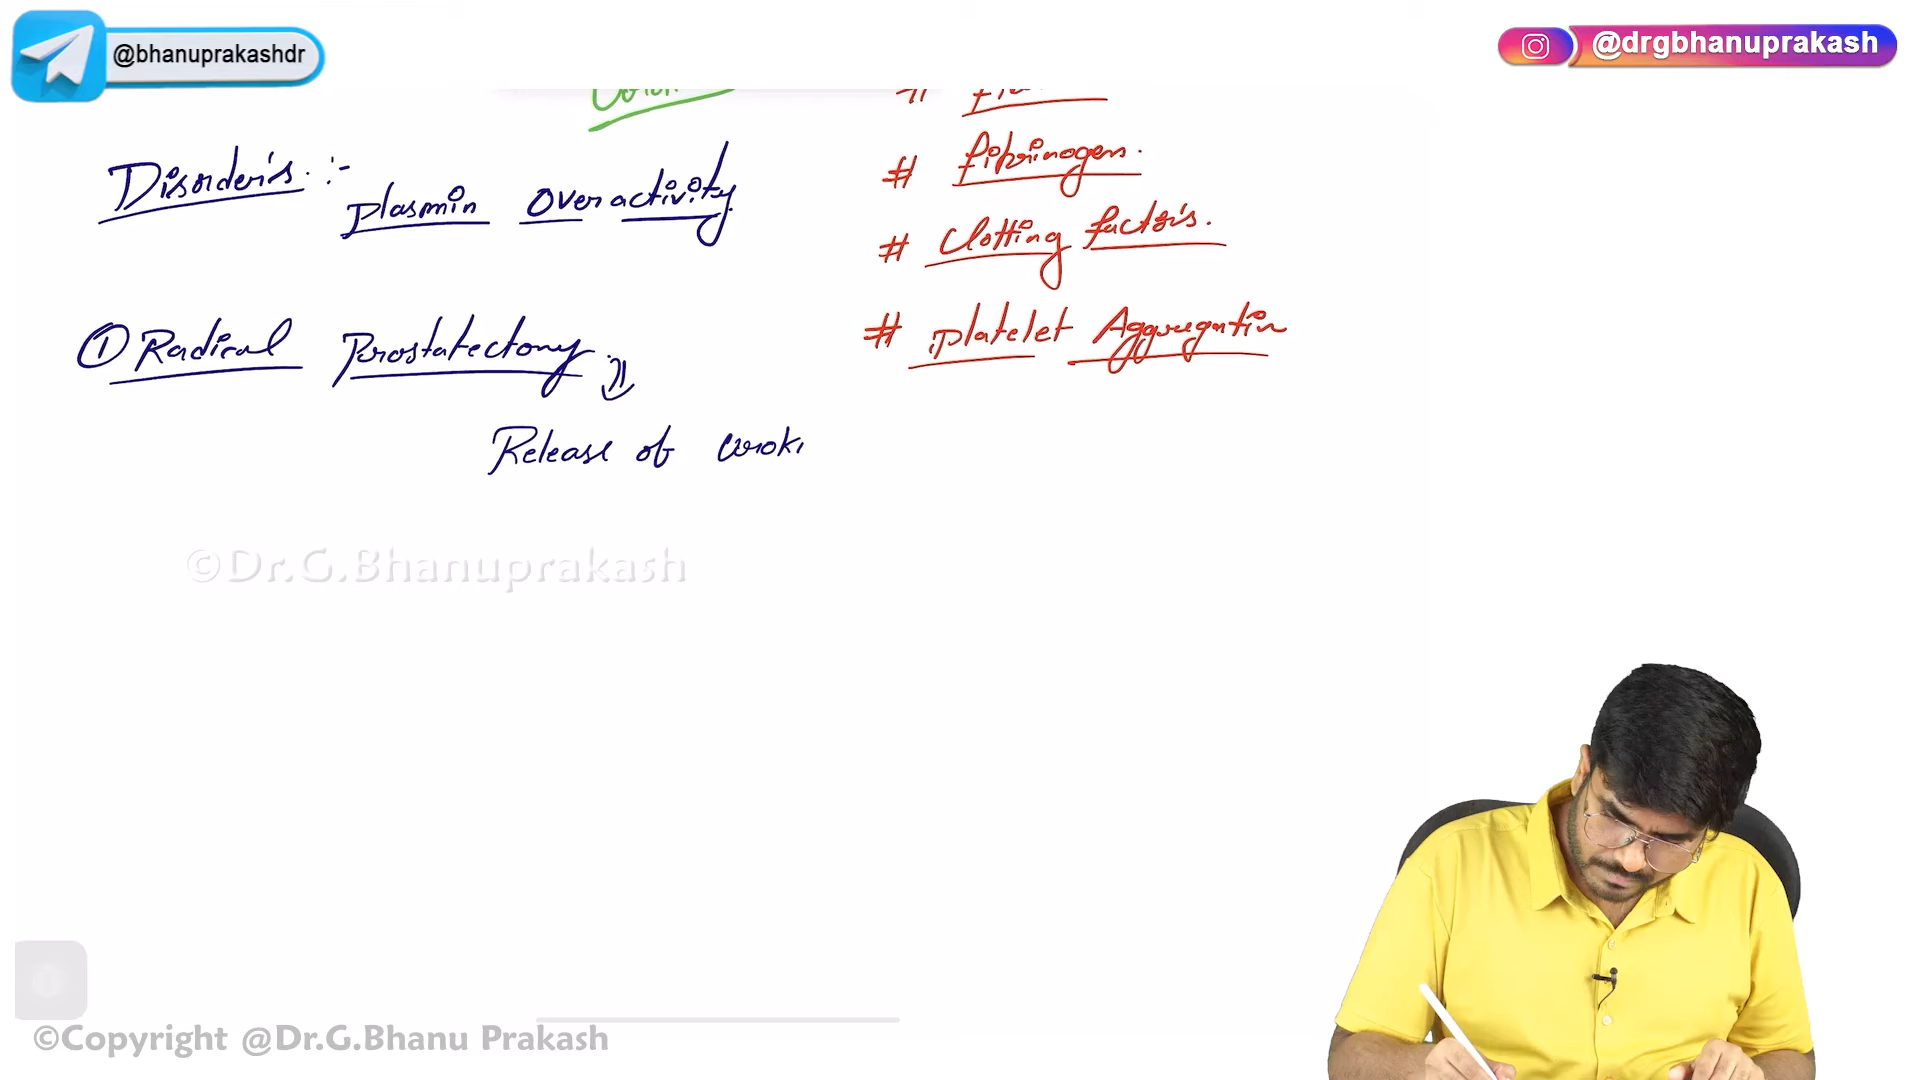 @bhanuprakashdr
@drgbhanuprakash
Disorders :-
Plasmin Overactivity
# fibrinogen.
# Clotting factors.
① Radical Prostatectomy.
# Platelet Aggregation
Release of uroki
©Dr.G.Bhanuprakash
©Copyright @Dr.G.Bhanu Prakash